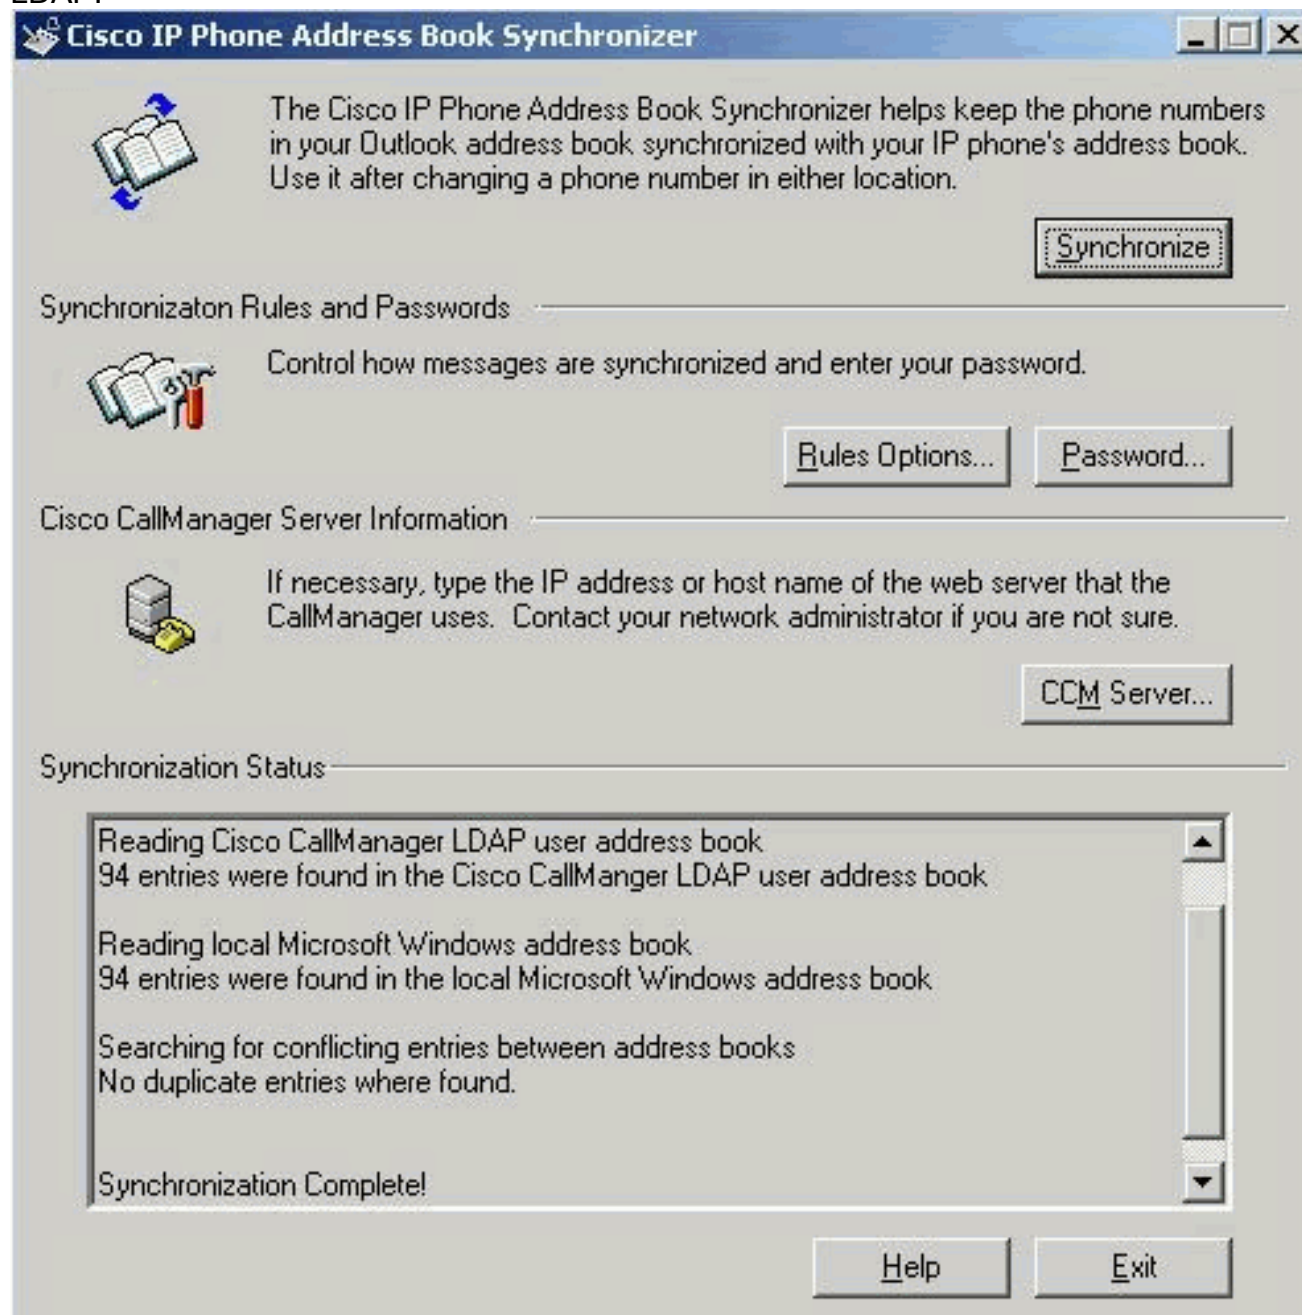 Cisco IP Phone Address Book Synchronizer
The Cisco IP Phone Address Book Synchronizer helps keep the phone numbers
in your Outlook address book synchronized with your IP phone's address book.
Use it after changing a phone number in either location.
Synchronize
Synchronizaton Rules and Passwords
Control how messages are synchronized and enter your password.
Rules Options... Password...
Cisco CallManager Server Information
If necessary, type the IP address or host name of the web server that the
CallManager uses. Contact your network administrator if you are not sure.
CCM Server...
Synchronization Status
Reading Cisco CallManager LDAP user address book
94 entries were found in the Cisco CallManger LDAP user address book
Reading local Microsoft Windows address book
94 entries were found in the local Microsoft Windows address book
Searching for conflicting entries between address books
No duplicate entries where found.
Synchronization Complete!
Help Exit